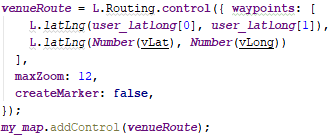 venueRoute = L.Routing.control({ waypoints: [
L.latLng(user_latlong[0], user_latlong[1]),
L.latLng(Number(vLat), Number(vLong))
],
maxZoom: 12,
createMarker: false,
});
my_map.addControl(venueRoute);